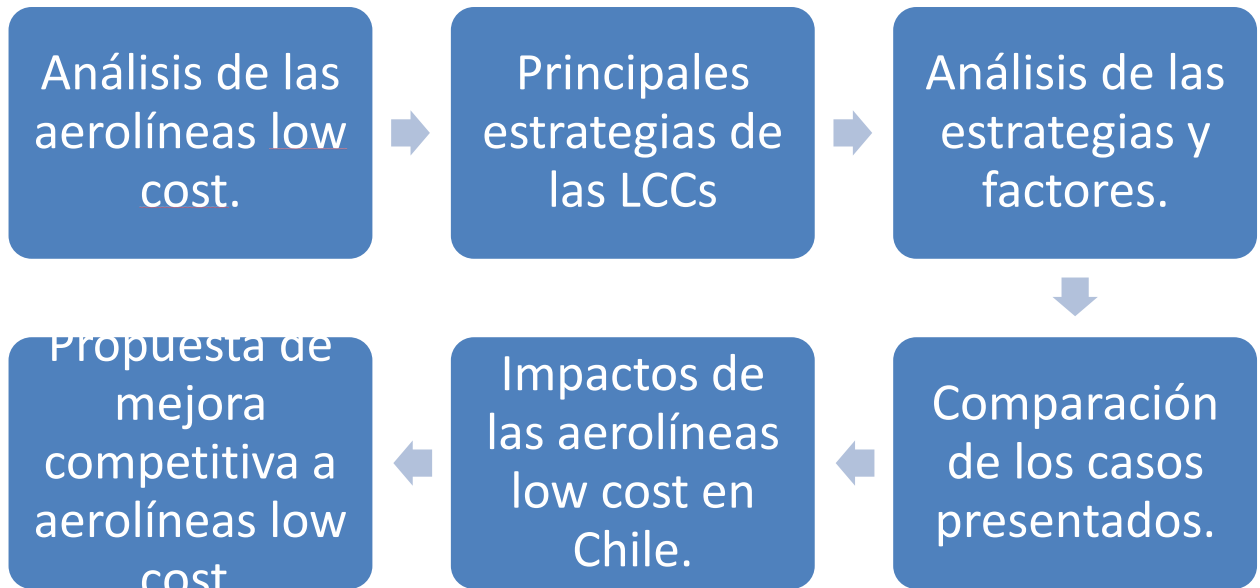 Análisis de las
aerolíneas low
cost.
Principales
estrategias de
las LCCs
Análisis de las
estrategias y
factores.
Comparación
de los casos
presentados.
Impactos de
las aerolíneas
low cost en
Chile.
Propuesta de
mejora
competitiva a
aerolíneas low
cost